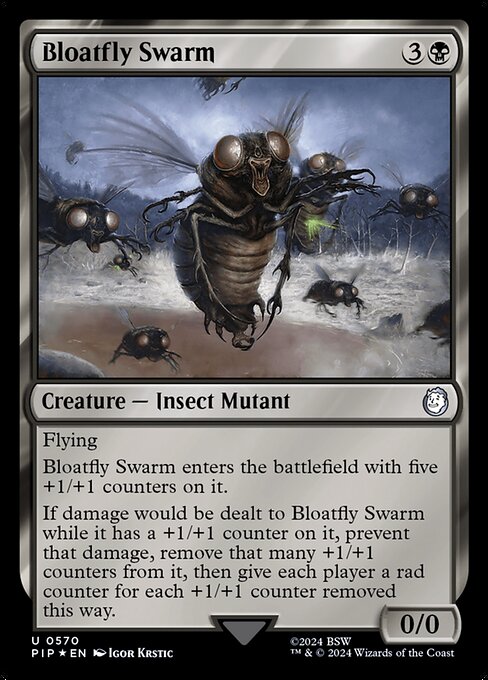 Bloatfly Swarm 3
Creature — Insect Mutant
Flying
Bloatfly Swarm enters the battlefield with five
+1/+1 counters on it.
If damage would be dealt to Bloatfly Swarm
while it has a +1/+1 counter on it, prevent
that damage, remove that many +1/+1
counters from it, then give each player a rad
counter for each +1/+1 counter removed
this way.
0/0
U 0570
PIP★EN Igor Krstic
©2024 BSW
™ & © 2024 Wizards of the Coast